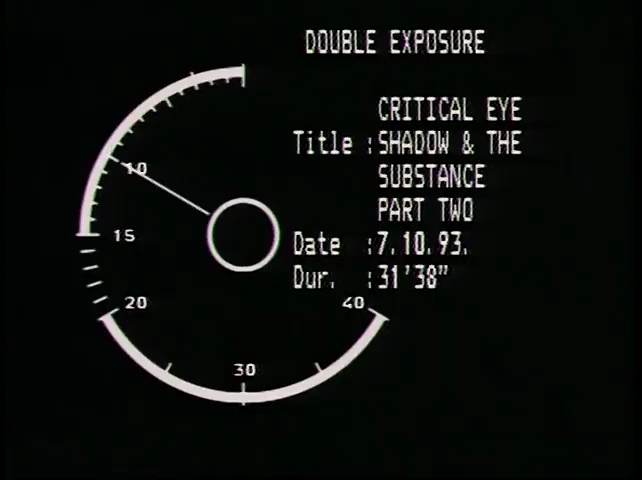 DOUBLE EXPOSURE
CRITICAL EYE
Title :SHADOW & THE
SUBSTANCE
PART TWO
Date :7.10.93.
Dur. :31'38"
10
15
20
30
40